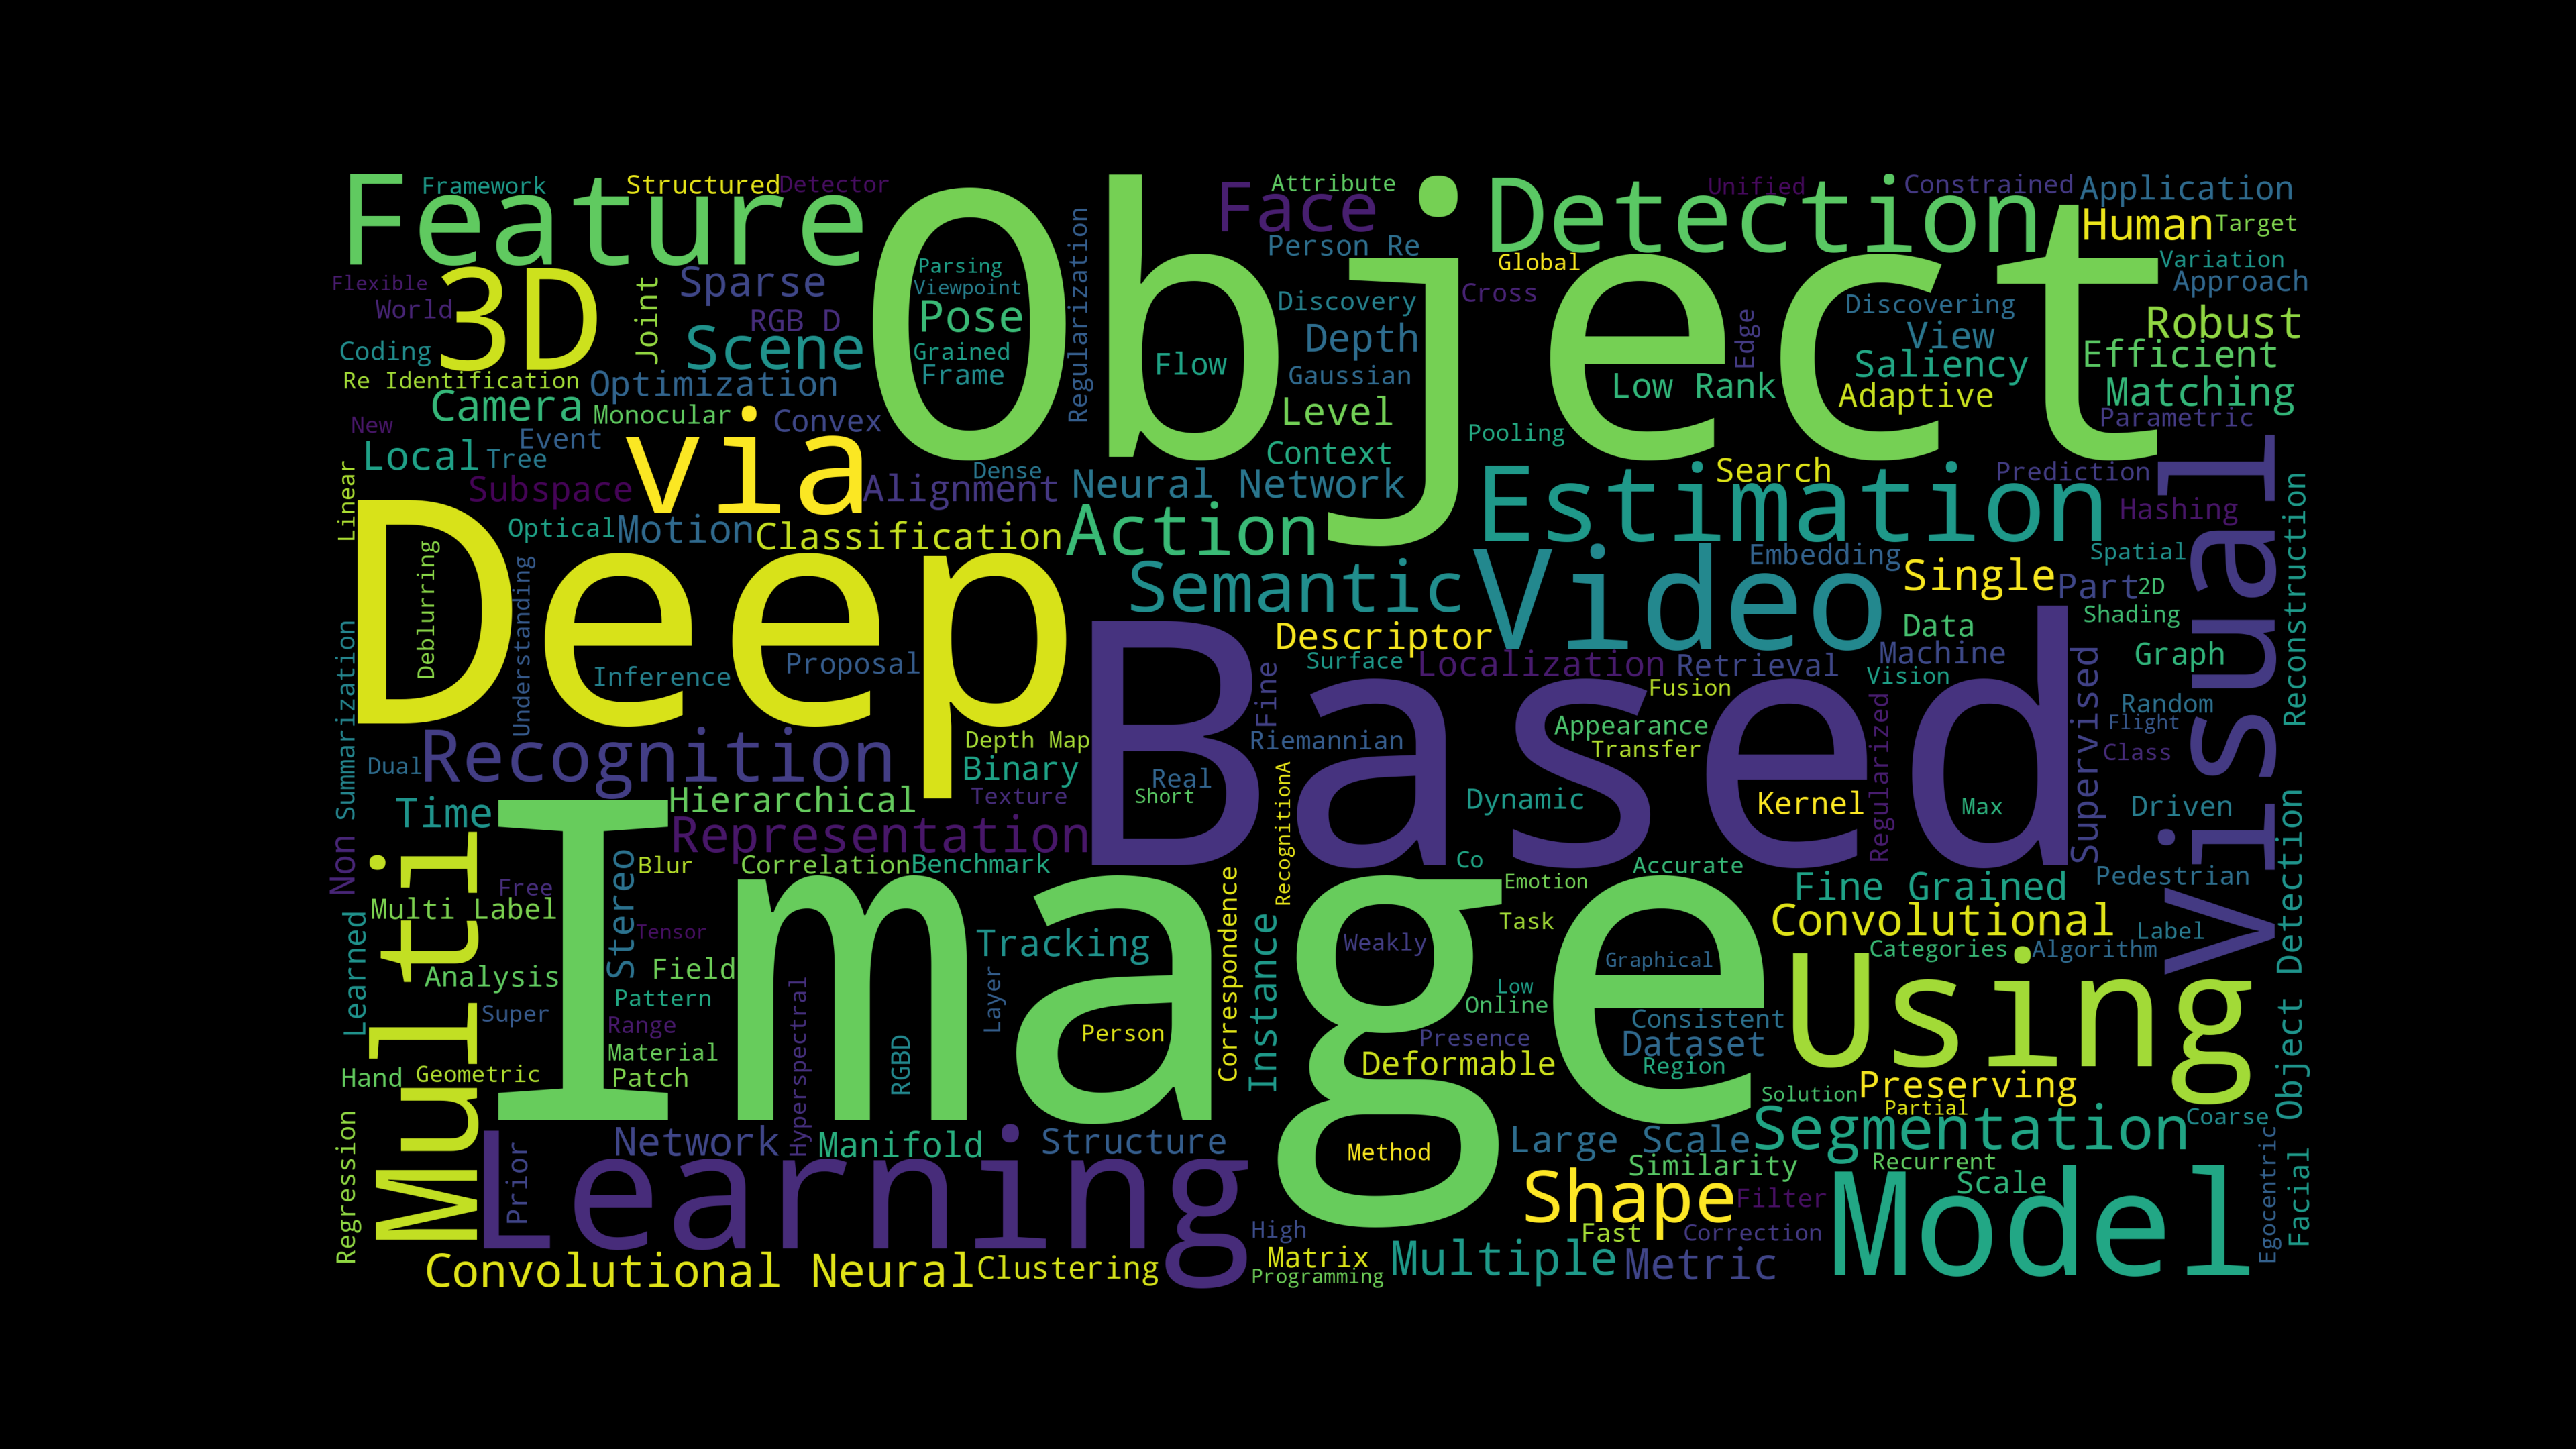 Feature
Framework
Structured
Detector
Object
Face
Attribute
Detection
Unified
Constrained
Application
Human
Target
Person Re
Global
Variation
Approach
Flexible
World
3D
Joint
Sparse
RGB D
Scene
Parsing
Viewpoint
Pose
Grained
Frame
Regularization
Flow
Discovery
Depth
Gaussian
Level
Cross
Edge
Low Rank
Discovering
View
Saliency
Adaptive
Robust
Efficient
Matching
Parametric
Coding
Re Identification
Optimization
Camera
Monocular
Convex
New
Event
via
Local
Tree
Subspace
Linear
Alignment
Dense
Neural Network
Context
Pooling
Estimation
Search
Prediction
Hashing
Visual
Reconstruction
Optical
Motion
Classification
Action
Deep
Deblurring
Understanding
Inference
Proposal
Semantic
Video
Embedding
Single
Part
2D
Spatial
Shading
Descriptor
Surface
Localization
Retrieval
Data
Machine
Vision
Graph
Supervised
Random
Flight
Class
Summarization
Dual
Recognition
Depth Map
Binary
Texture
Based
Fine
Riemannian
Real
Short
RecognitionA
Fusion
Appearance
Transfer
Dynamic
Kernel
Regularized
Max
Driven
Time
Hierarchical
Representation
Non
Multi
Free
Multi Label
Stereo
Blur
Correlation
Benchmark
Image
Co
Emotion
Accurate
Task
Fine Grained
Pedestrian
Convolutional
Label
Categories
Algorithm
Object Detection
Learned
Analysis
Tensor
Field
Pattern
Super
Range
Material
Patch
Hand
Geometric
Hyperspectral
RGBD
Layer
Tracking
Person
Correspondence
Instance
Weakly
Graphical
Low
Online
Presence
Deformable
Consistent
Dataset
Region
Using
Solution
Preserving
Partial
Coarse
Segmentation
Regression
Learning
Prior
Network
Manifold
Structure
Method
Large Scale
Similarity
Recurrent
Scale
Shape
Filter
Model
Egocentric
Facial
High
Fast
Correction
Convolutional Neural
Clustering
Matrix
Programming
Multiple
Metric